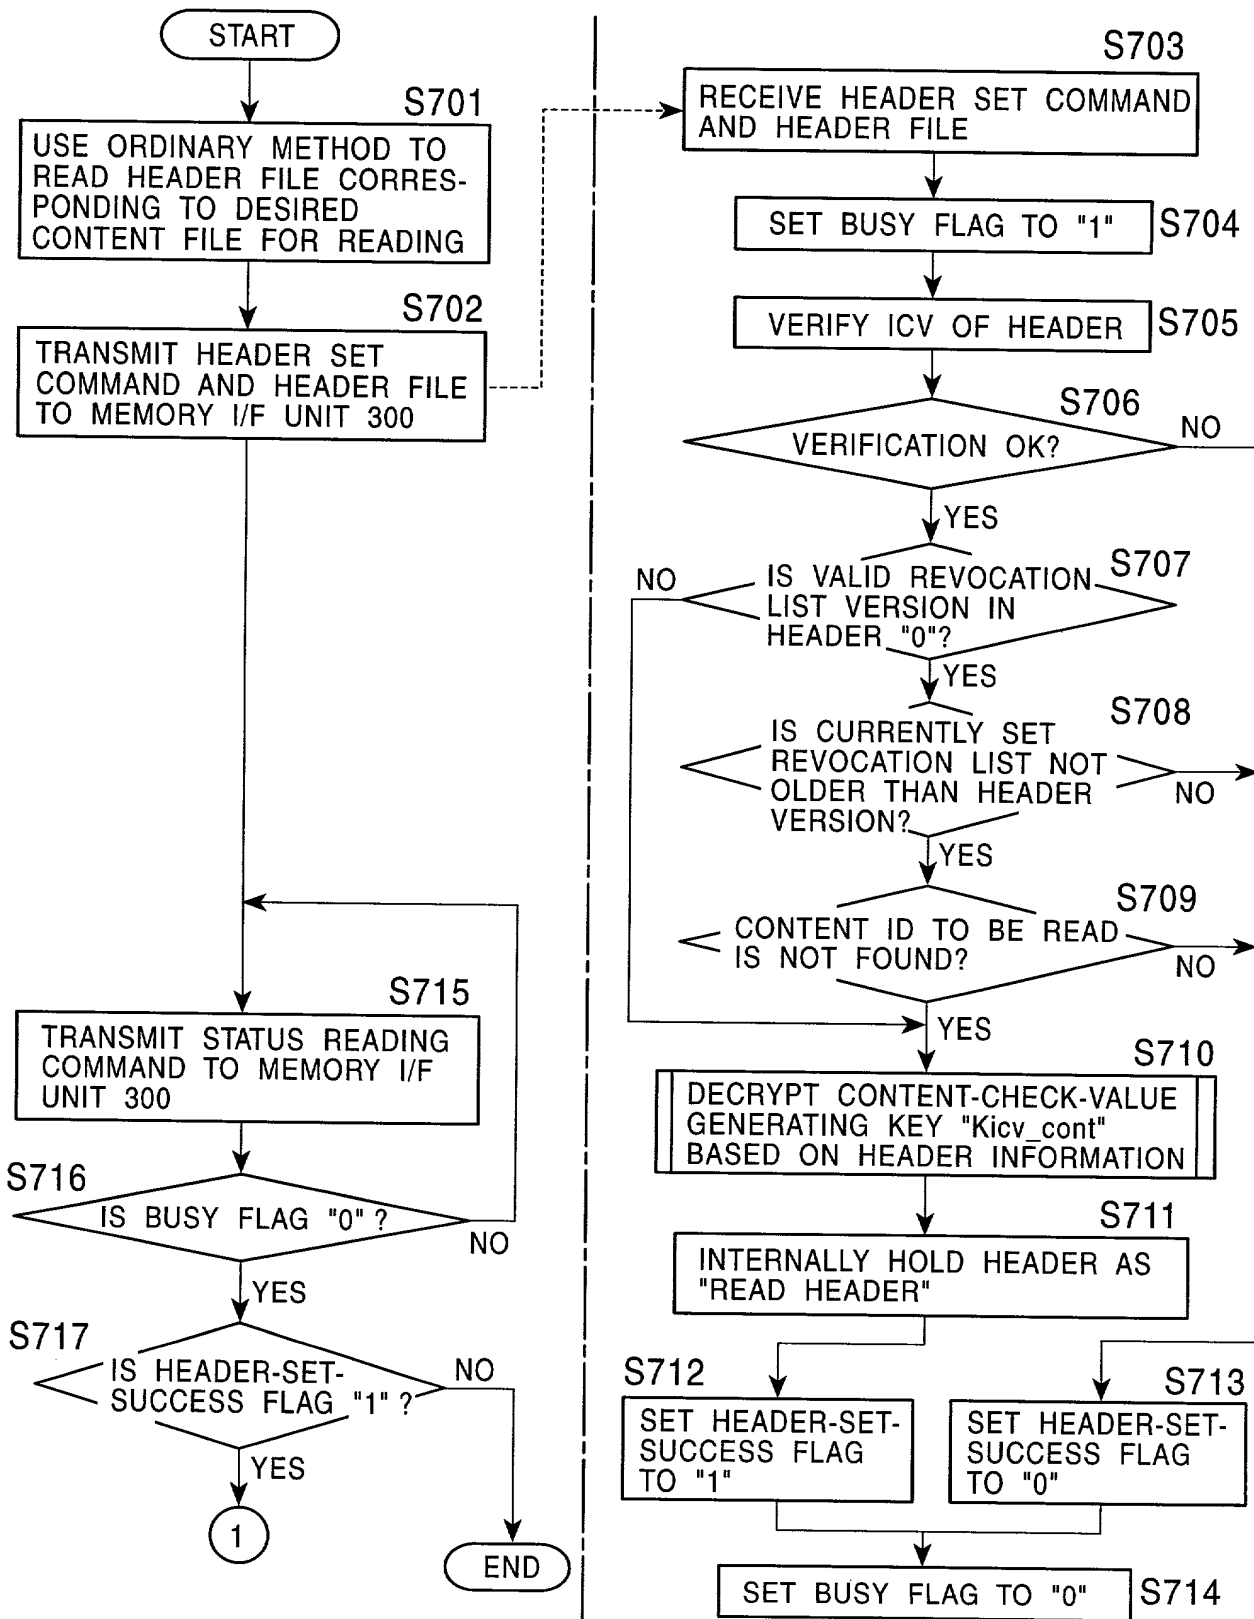 START
S701
USE ORDINARY METHOD TO
READ HEADER FILE CORRES-
PONDING TO DESIRED
CONTENT FILE FOR READING
S702
TRANSMIT HEADER SET
COMMAND AND HEADER FILE
TO MEMORY I/F UNIT 300
S715
TRANSMIT STATUS READING
COMMAND TO MEMORY I/F
UNIT 300
S716
IS BUSY FLAG "0" ?
NO
YES
S717
IS HEADER-SET-
SUCCESS FLAG "1" ?
NO
YES
1
END
S703
RECEIVE HEADER SET COMMAND
AND HEADER FILE
SET BUSY FLAG TO "1"
S704
VERIFY ICV OF HEADER
S705
S706
VERIFICATION OK?
NO
YES
S707
NO
IS VALID REVOCATION
LIST VERSION IN
HEADER "0"?
YES
S708
IS CURRENTLY SET
REVOCATION LIST NOT
OLDER THAN HEADER
VERSION?
NO
YES
S709
CONTENT ID TO BE READ
IS NOT FOUND?
NO
YES
S710
DECRYPT CONTENT-CHECK-VALUE
GENERATING KEY "Kicv_cont"
BASED ON HEADER INFORMATION
S711
INTERNALLY HOLD HEADER AS
"READ HEADER"
S712
SET HEADER-SET-
SUCCESS FLAG
TO "1"
S713
SET HEADER-SET-
SUCCESS FLAG
TO "0"
SET BUSY FLAG TO "0"
S714